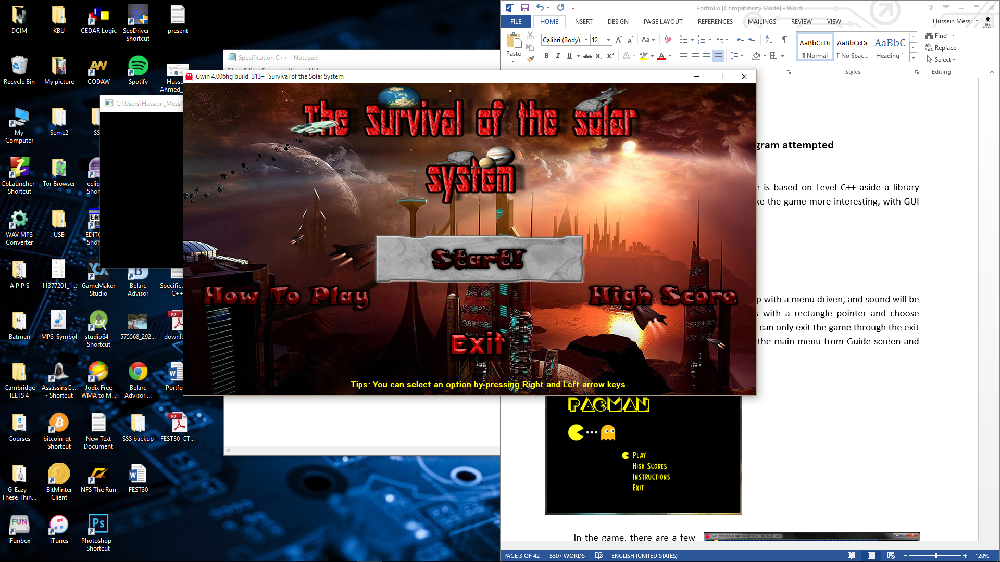 DCIM
KBU
CEDAR Logic
ScpDriver -
Shortcut
present
Recycle Bin
My picture
CODAW
Spotify
Husse
Ahmed_
My
Computer
Seme2
SS
CbLauncher -
Shortcut
Tor Browser
eclip
Shor
WAV MP3
Converter
USB
EDIT6
Shor
A P P S
11377201_1...
GameMaker
Studio
Belarc
Advisor
Specifica
C++
Batman
MP3-Symbol
studio64 -
Shortcut
575568_292...
downlo
Cambridge
IELTS 4
AssassinsC...
- Shortcut
Jodix Free
WMA to M...
Belarc
Advisor ...
Portfo
Courses
bitcoin-qt -
Shortcut
New Text
Document
SSS backup
FEST30-CT...
G-Eazy -
These Thin...
BitMinter
Client
NFS The Run
FEST30
iFunbox
iTunes
Photoshop -
Shortcut
Specification C++ - Notepad
C:\Users\Hussein_Messi\
Gwin 4.006hg build 313+ Survival of the Solar System
The Survival of the solar
system
Start!
How To Play
High Score
Exit
Tips: You can select an option by pressing Right and Left arrow keys.
Portfolio [Compatibility Mode] - Word
FILE HOME INSERT DESIGN PAGE LAYOUT REFERENCES MAILINGS REVIEW VIEW
Hussein Messi
Paste
Calibri (Body) 12
AaBbCcDc AaBbCcDc AaBbC
¶ Normal ¶ No Spac... Heading 1
Styles
Find
Replace
Select
Editing
gram attempted
e is based on Level C++ aside a library
ke the game more interesting, with GUI
p with a menu driven, and sound will be
s with a rectangle pointer and choose
can only exit the game through the exit
the main menu from Guide screen and
PACMAN
PLAY
HIGH SCORES
INSTRUCTIONS
EXIT
In the game, there are a few
Gwin (Nottingham Trent University) 4.100hg build 390
PAGE 3 OF 42 5307 WORDS ENGLISH (UNITED STATES)
120%